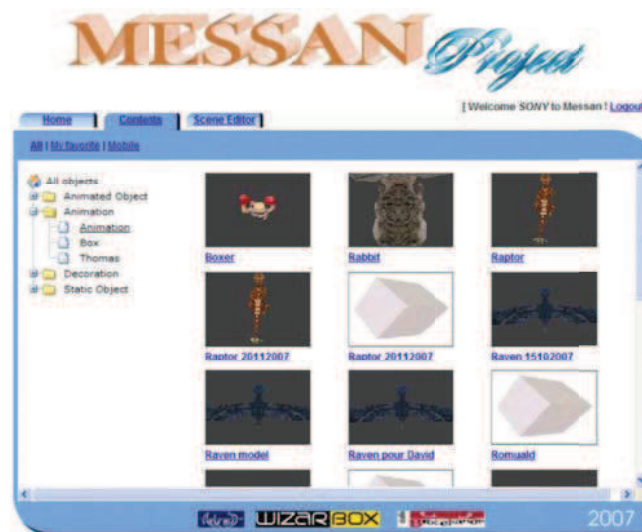 MESSAN Project
[ Welcome SONY to Messan ! Logout
Home Contents Scene Editor
All | My favorite | Mobile
All objects
Animated Object
Animation
Animation
Box
Thomas
Decoration
Static Object
Boxer Rabbit Raptor
Raptor 20112007 Raptor 20112007 Raven 15102007
Raven model Raven pour David Romuald
WIZARBOX
2007